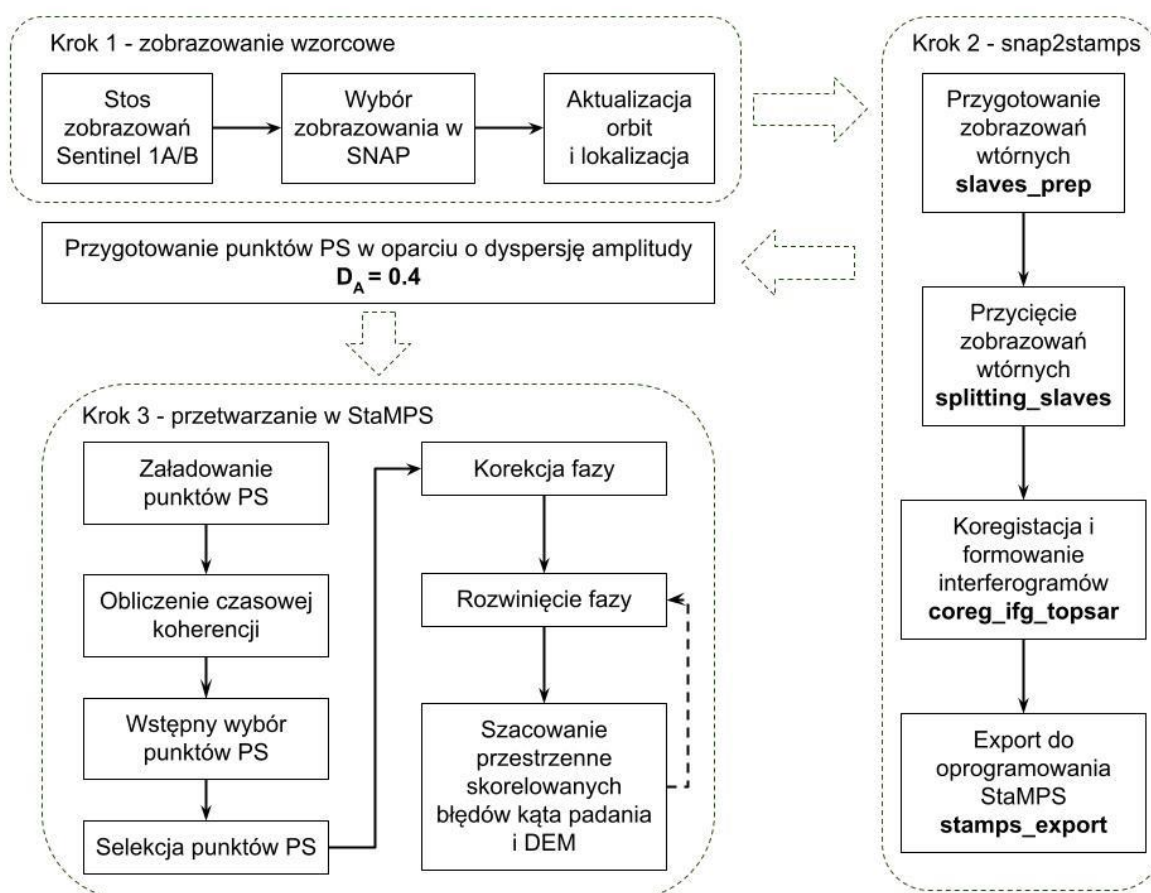 Krok 1 - zobrazowanie wzorcowe
Stos
zobrazowań
Sentinel 1A/B
Wybór
zobrazowania w
SNAP
Aktualizacja
orbit
i lokalizacja
Krok 2 - snap2stamps
Przygotowanie
zobrazowań
wtórnych
slaves_prep
Przycięcie
zobrazowań
wtórnych
splitting_slaves
Koregistacja i
formowanie
interferogramów
coreg_ifg_topsar
Export do
oprogramowania
StaMPS
stamps_export
Przygotowanie punktów PS w oparciu o dyspersję amplitudy
D_A = 0.4
Krok 3 - przetwarzanie w StaMPS
Załadowanie
punktów PS
Obliczenie czasowej
koherencji
Wstępny wybór
punktów PS
Selekcja punktów PS
Korekcja fazy
Rozwinięcie fazy
Szacowanie
przestrzenne
skorelowanych
błędów kąta padania
i DEM